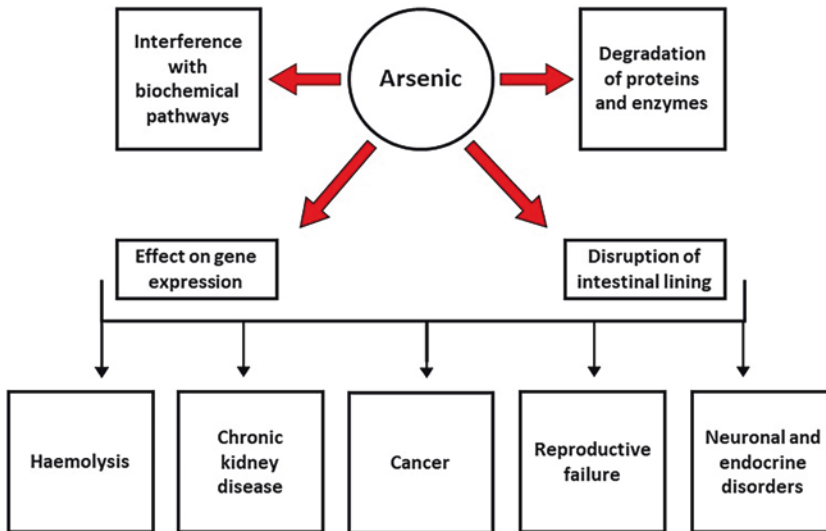 Interference
with
biochemical
pathways
Arsenic
Degradation
of proteins
and enzymes
Effect on gene
expression
Disruption of
intestinal lining
Haemolysis
Chronic
kidney
disease
Cancer
Reproductive
failure
Neuronal and
endocrine
disorders